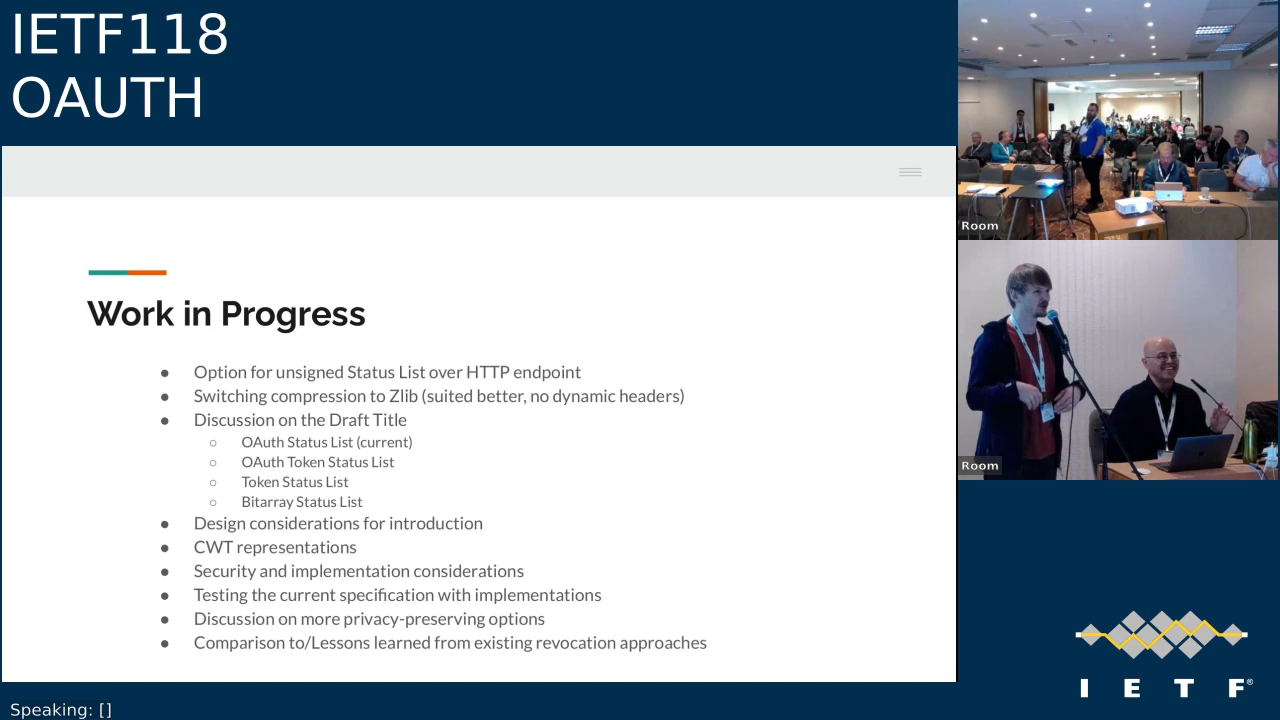 IETF118
OAUTH
Work in Progress
● Option for unsigned Status List over HTTP endpoint
● Switching compression to Zlib (suited better, no dynamic headers)
● Discussion on the Draft Title
○ OAuth Status List (current)
○ OAuth Token Status List
○ Token Status List
○ Bitarray Status List
● Design considerations for introduction
● CWT representations
● Security and implementation considerations
● Testing the current specification with implementations
● Discussion on more privacy-preserving options
● Comparison to/Lessons learned from existing revocation approaches
Room
Room
I E T F®
Speaking: []